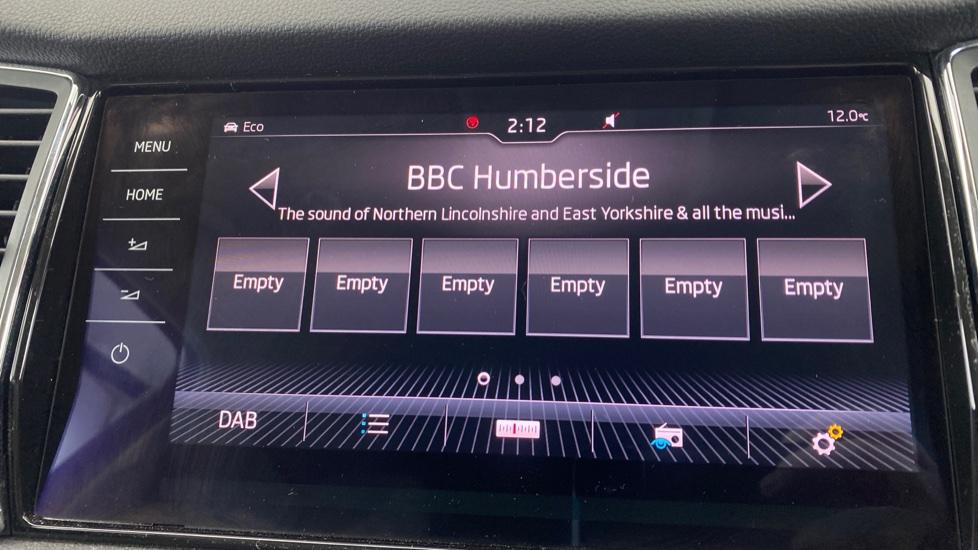 Eco 2:12 12.0°C
MENU
HOME
BBC Humberside
The sound of Northern Lincolnshire and East Yorkshire & all the musi...
Empty Empty Empty Empty Empty Empty
DAB